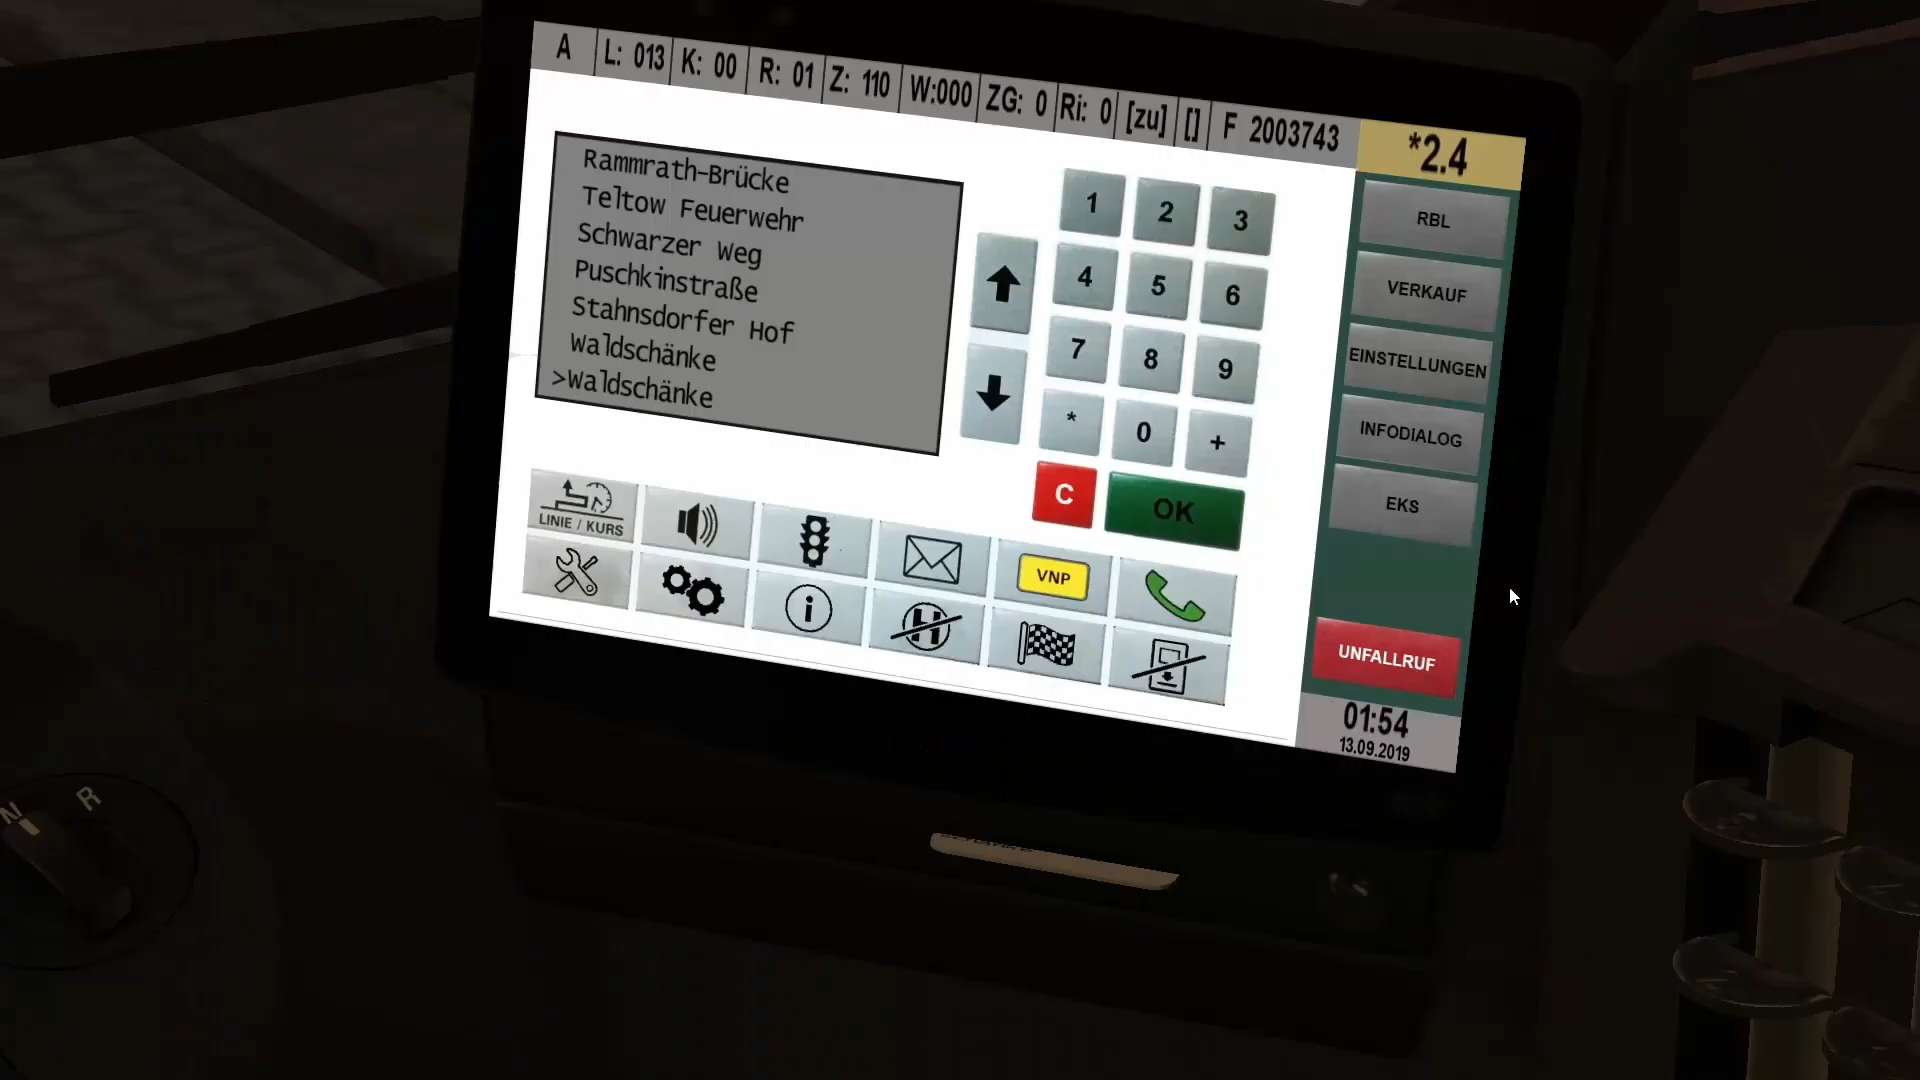 A L: 013 K: 00 R: 01 Z: 110 W:000 ZG: 0 Ri: 0 [zu] [] F 2003743 *2.4
Rammrath-Brücke
Teltow Feuerwehr
Schwarzer Weg
Puschkinstraße
Stahnsdorfer Hof
Waldschänke
>Waldschänke
1 2 3
4 5 6
7 8 9
* 0 +
C OK
RBL
VERKAUF
EINSTELLUNGEN
INFODIALOG
EKS
UNFALLRUF
LINIE / KURS
VNP
i
H
01:54
13.09.2019
N R